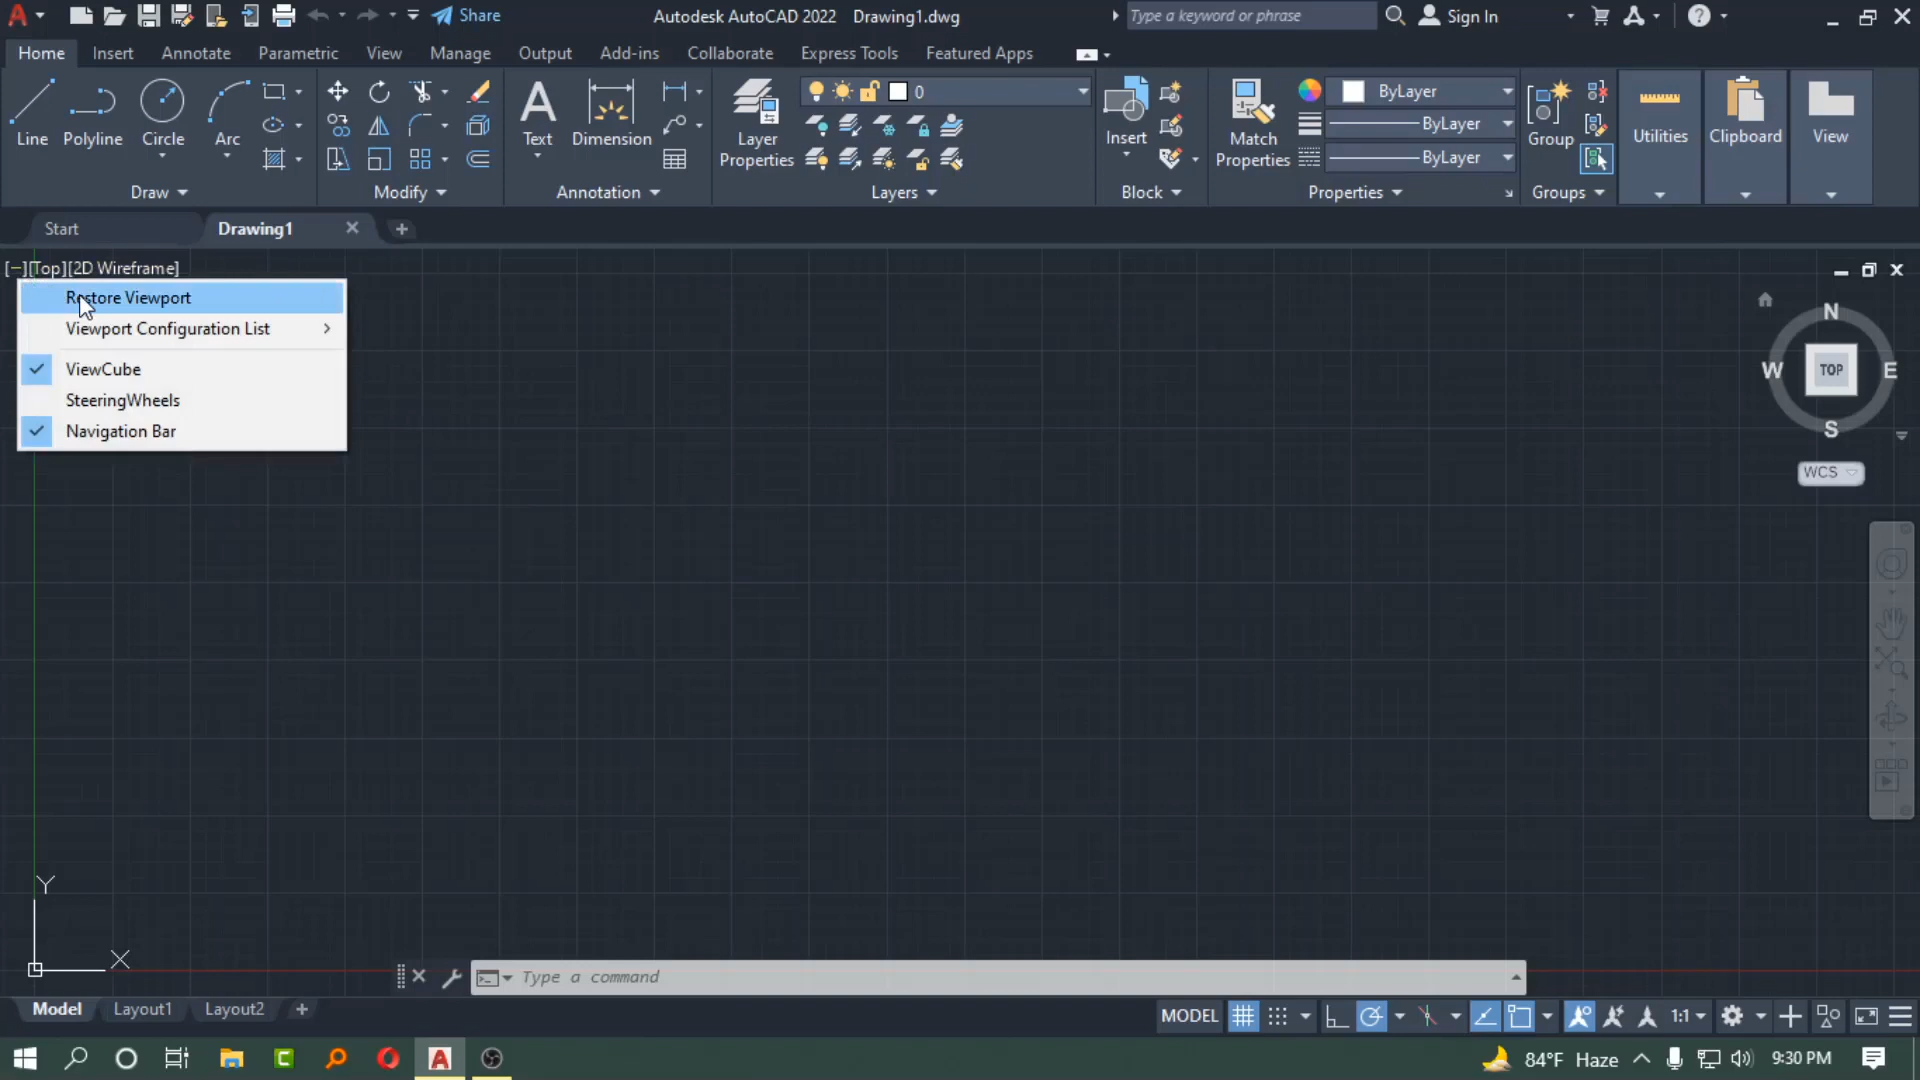 Share
Autodesk AutoCAD 2022 Drawing1.dwg
Type a keyword or phrase
Sign In
Home Insert Annotate Parametric View Manage Output Add-ins Collaborate Express Tools Featured Apps
Line Polyline Circle Arc
Text Dimension
Layer Properties
0
Insert
Match Properties
ByLayer
ByLayer
ByLayer
Group
Utilities Clipboard View
Draw Modify Annotation Layers Block Properties Groups
Start Drawing1
[−][Top][2D Wireframe]
Restore Viewport
Viewport Configuration List
ViewCube
SteeringWheels
Navigation Bar
N
W TOP E
S
WCS
Y
X
Type a command
Model Layout1 Layout2
MODEL 1:1
84°F Haze 9:30 PM